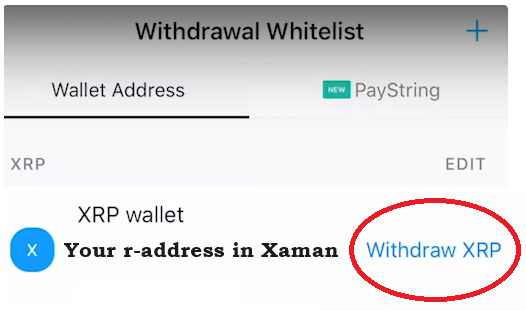 Withdrawal Whitelist +
Wallet Address
NEW PayString
XRP EDIT
XRP wallet
X Your r-address in Xaman Withdraw XRP